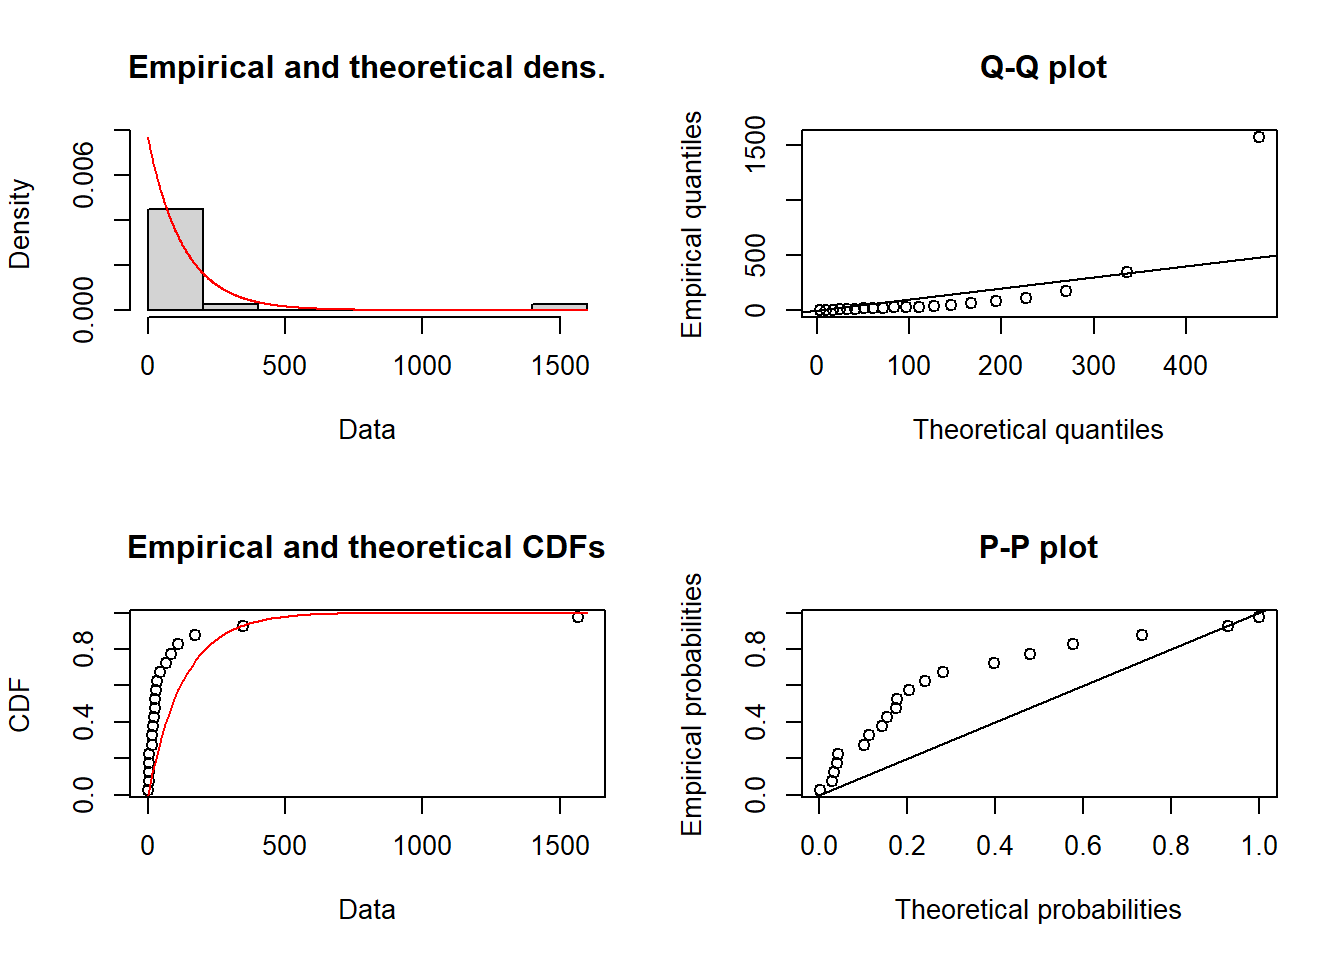 Empirical and theoretical dens.
Density
0.000
0.006
0
500
1000
1500
Data
Q-Q plot
Empirical quantiles
0
500
1500
0
100
200
300
400
Theoretical quantiles
Empirical and theoretical CDFs
CDF
0.0
0.4
0.8
0
500
1000
1500
Data
P-P plot
Empirical probabilities
0.0
0.4
0.8
0.0
0.2
0.4
0.6
0.8
1.0
Theoretical probabilities